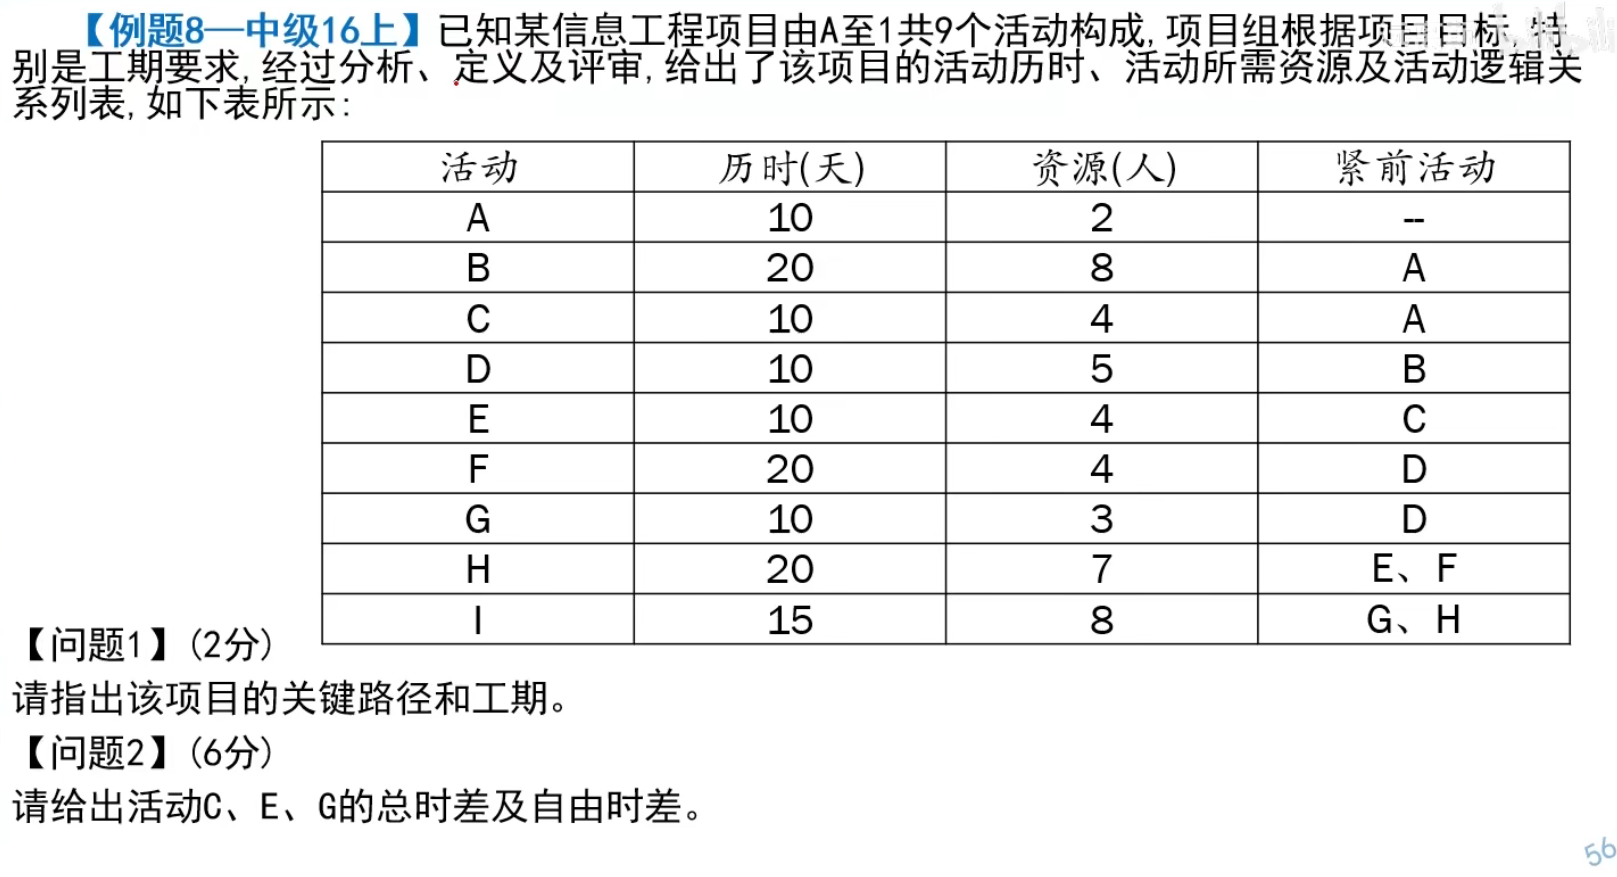 【例题8—中级16上】已知某信息工程项目由A至1共9个活动构成,项目组根据项目目标,特
别是工期要求,经过分析、定义及评审,给出了该项目的活动历时、活动所需资源及活动逻辑关
系列表,如下表所示:
活动 历时(天) 资源(人) 紧前活动
A 10 2 --
B 20 8 A
C 10 4 A
D 10 5 B
E 10 4 C
F 20 4 D
G 10 3 D
H 20 7 E、F
I 15 8 G、H
【问题1】(2分)
请指出该项目的关键路径和工期。
【问题2】(6分)
请给出活动C、E、G的总时差及自由时差。
56